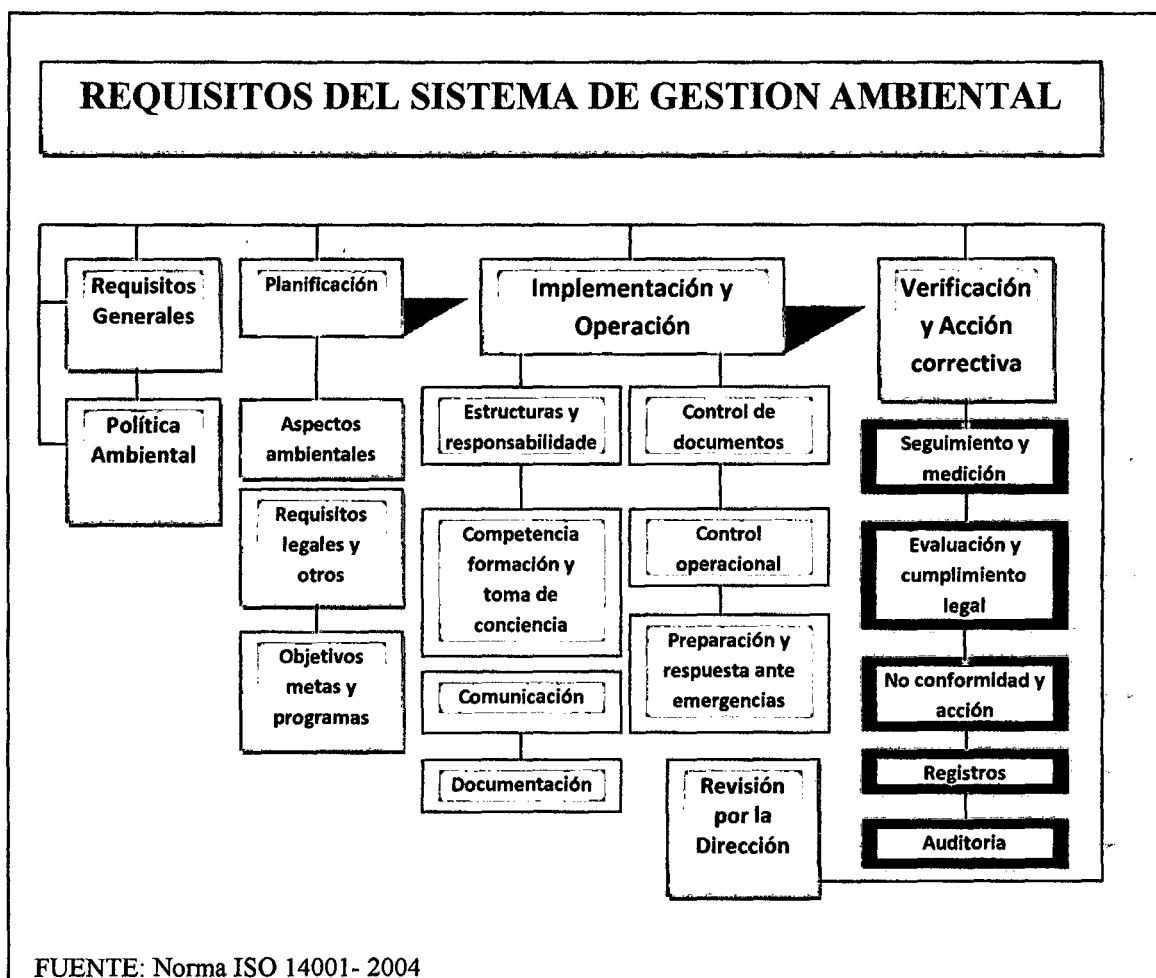 REQUISITOS DEL SISTEMA DE GESTION AMBIENTAL
Requisitos
Generales
Política
Ambiental
Planificación
Aspectos
ambientales
Requisitos
legales y
otros
Objetivos
metas y
programas
Implementación y
Operación
Estructuras y
responsabilidade
Competencia
formación y
toma de
conciencia
Comunicación
Documentación
Control de
documentos
Control
operacional
Preparación y
respuesta ante
emergencias
Revisión
por la
Dirección
Verificación
y Acción
correctiva
Seguimiento y
medición
Evaluación y
cumplimiento
legal
No conformidad y
acción
Registros
Auditoria
FUENTE: Norma ISO 14001- 2004